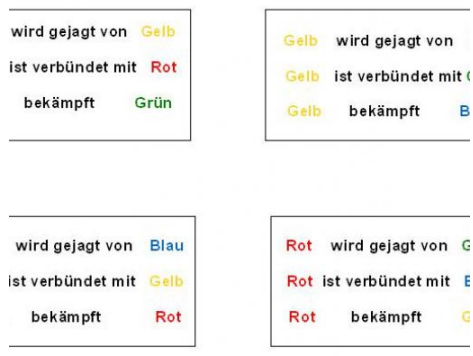 wird gejagt von Gelb
ist verbündet mit Rot
bekämpft Grün
Gelb wird gejagt von
Gelb ist verbündet mit
Gelb bekämpft
wird gejagt von Blau
ist verbündet mit Gelb
bekämpft Rot
Rot wird gejagt von
Rot ist verbündet mit
Rot bekämpft